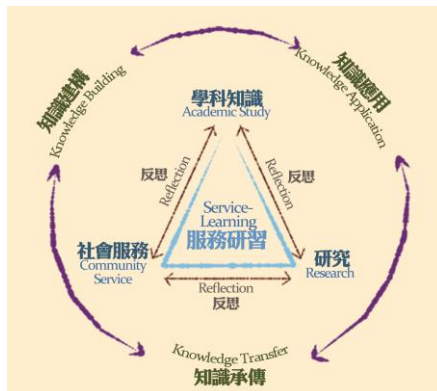 知識建構
Knowledge Building
知識應用
Knowledge Application
學科知識
Academic Study
反思
Reflection
反思
Reflection
Service-
Learning
服務研習
社會服務
Community
Service
研究
Research
Reflection
反思
Knowledge Transfer
知識承傳